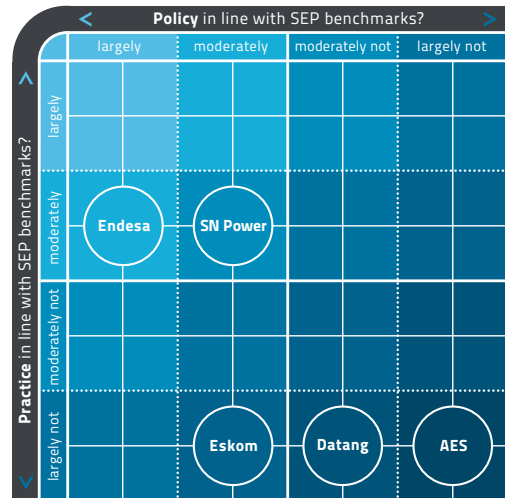 Policy in line with SEP benchmarks?
largely
moderately
moderately not
largely not
Practice in line with SEP benchmarks?
largely
moderately
moderately not
largely not
Endesa
SN Power
Eskom
Datang
AES